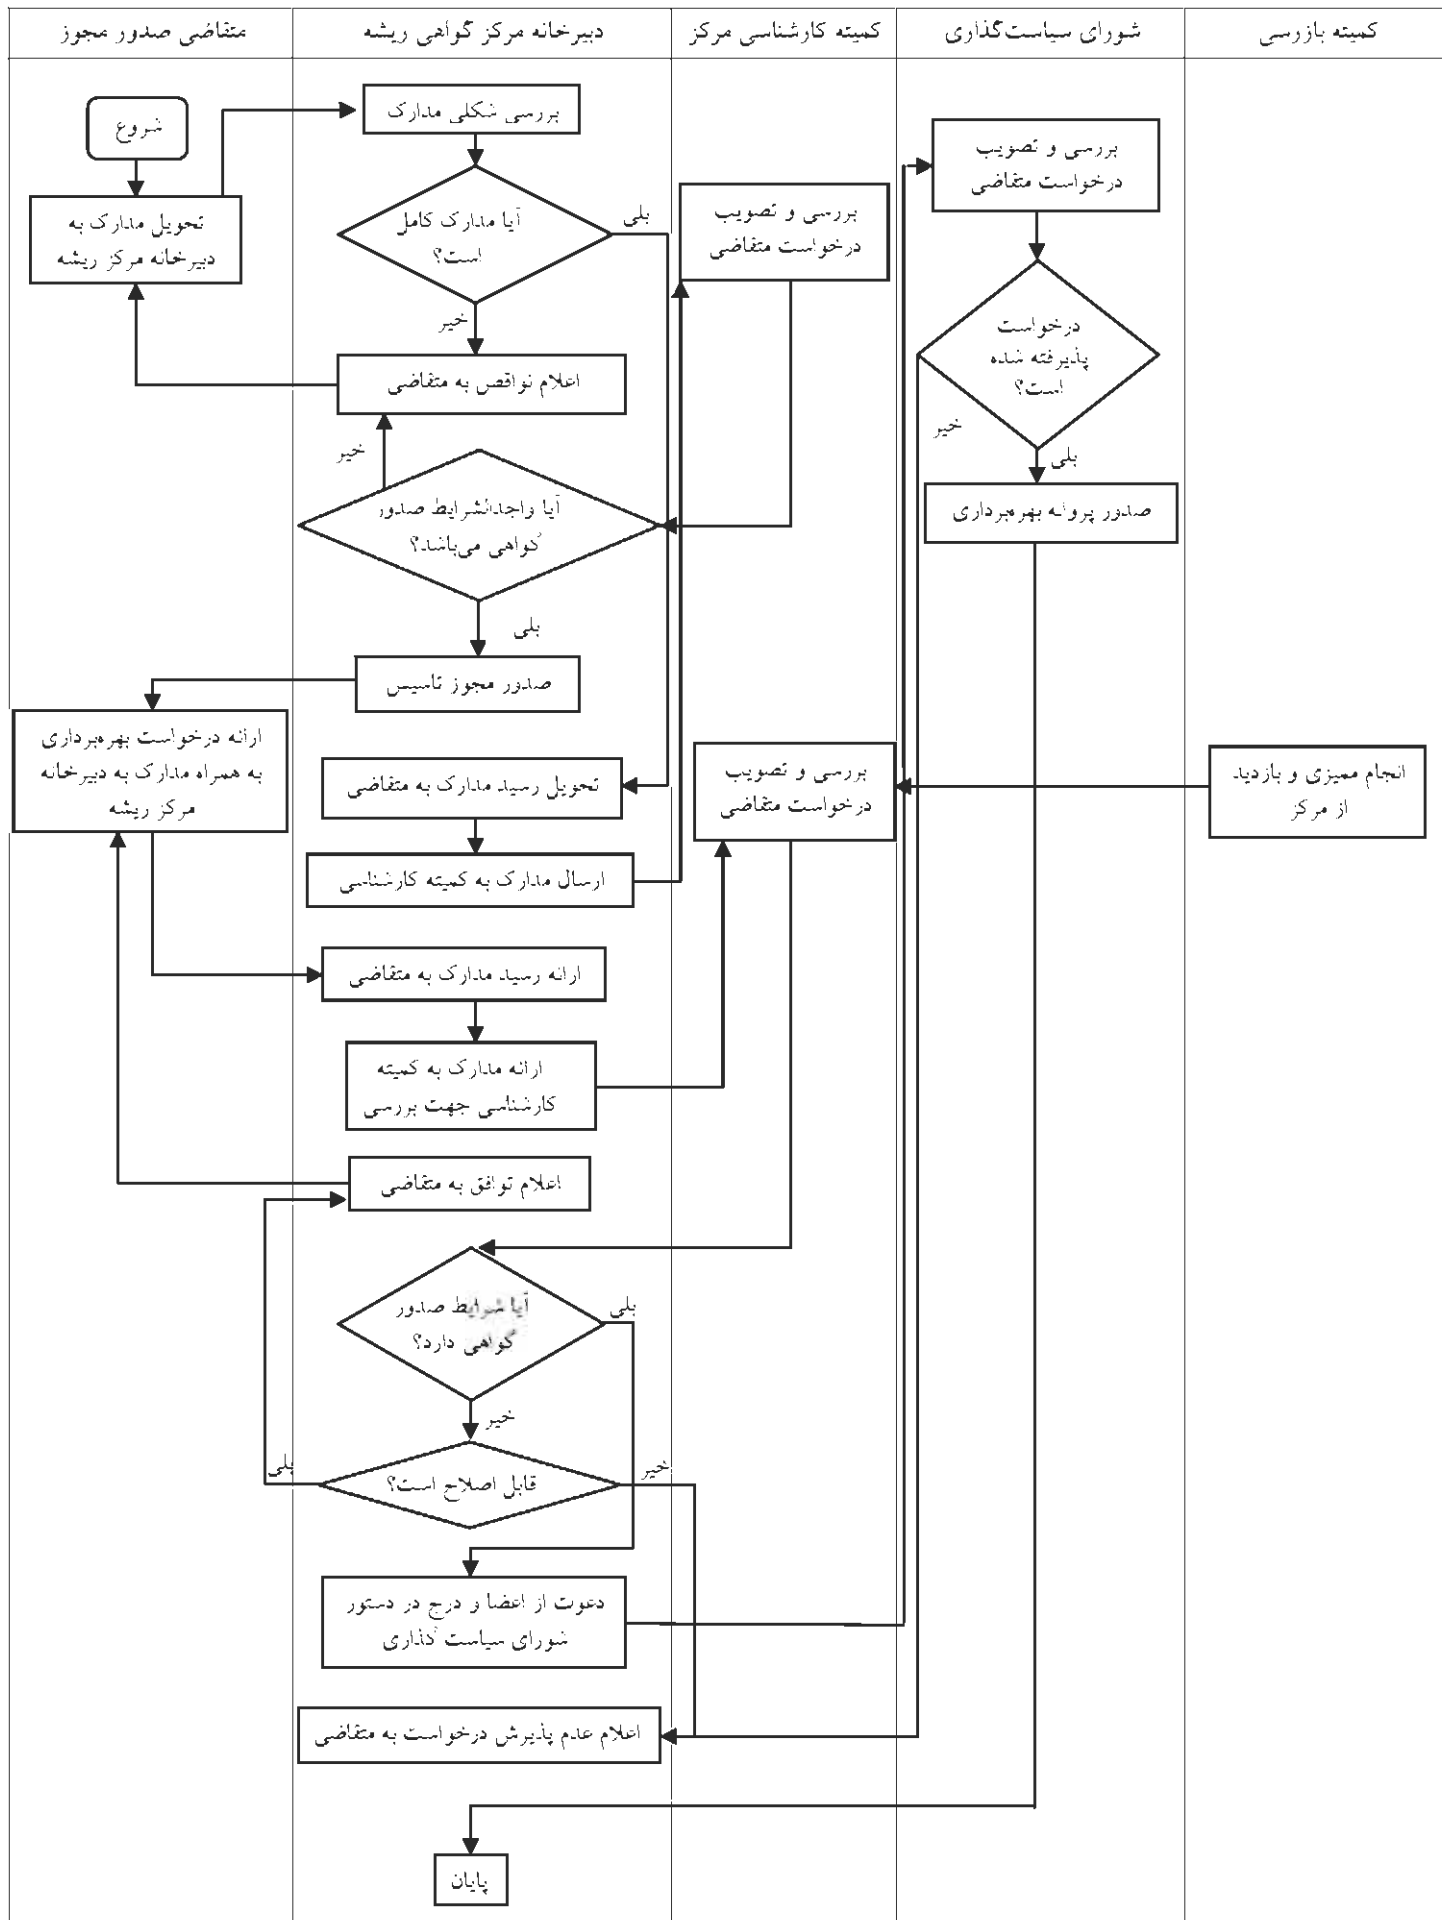 متقاضی صدور مجوز
دبیرخانه مرکز گواهی ریشه
کمیته کارشناسی مرکز
شورای سیاست‌گذاری
کمیته بازرسی
شروع
تحویل مدارک به
دبیرخانه مرکز ریشه
بررسی شکلی مدارک
آیا مدارک کامل
است؟
بلی
خیر
اعلام نواقص به متقاضی
خیر
آیا واجدالشرایط صدور
گواهی می‌باشد؟
بلی
صدور مجوز تاسیس
بررسی و تصویب
درخواست متقاضی
بررسی و تصویب
درخواست متقاضی
درخواست
پذیرفته شده
است؟
خیر
بلی
صدور پروانه بهره‌برداری
ارائه درخواست بهره‌برداری
به همراه مدارک به دبیرخانه
مرکز ریشه
تحویل رسید مدارک به متقاضی
ارسال مدارک به کمیته کارشناسی
بررسی و تصویب
درخواست متقاضی
انجام ممیزی و بازدید
از مرکز
ارائه رسید مدارک به متقاضی
ارائه مدارک به کمیته
کارشناسی جهت بررسی
اعلام توافق به متقاضی
آیا شرایط صدور
گواهی دارد؟
بلی
خیر
قابل اصلاح است؟
بلی
خیر
دعوت از اعضا و درج در دستور
شورای سیاست گذاری
اعلام عدم پذیرش درخواست به متقاضی
پایان